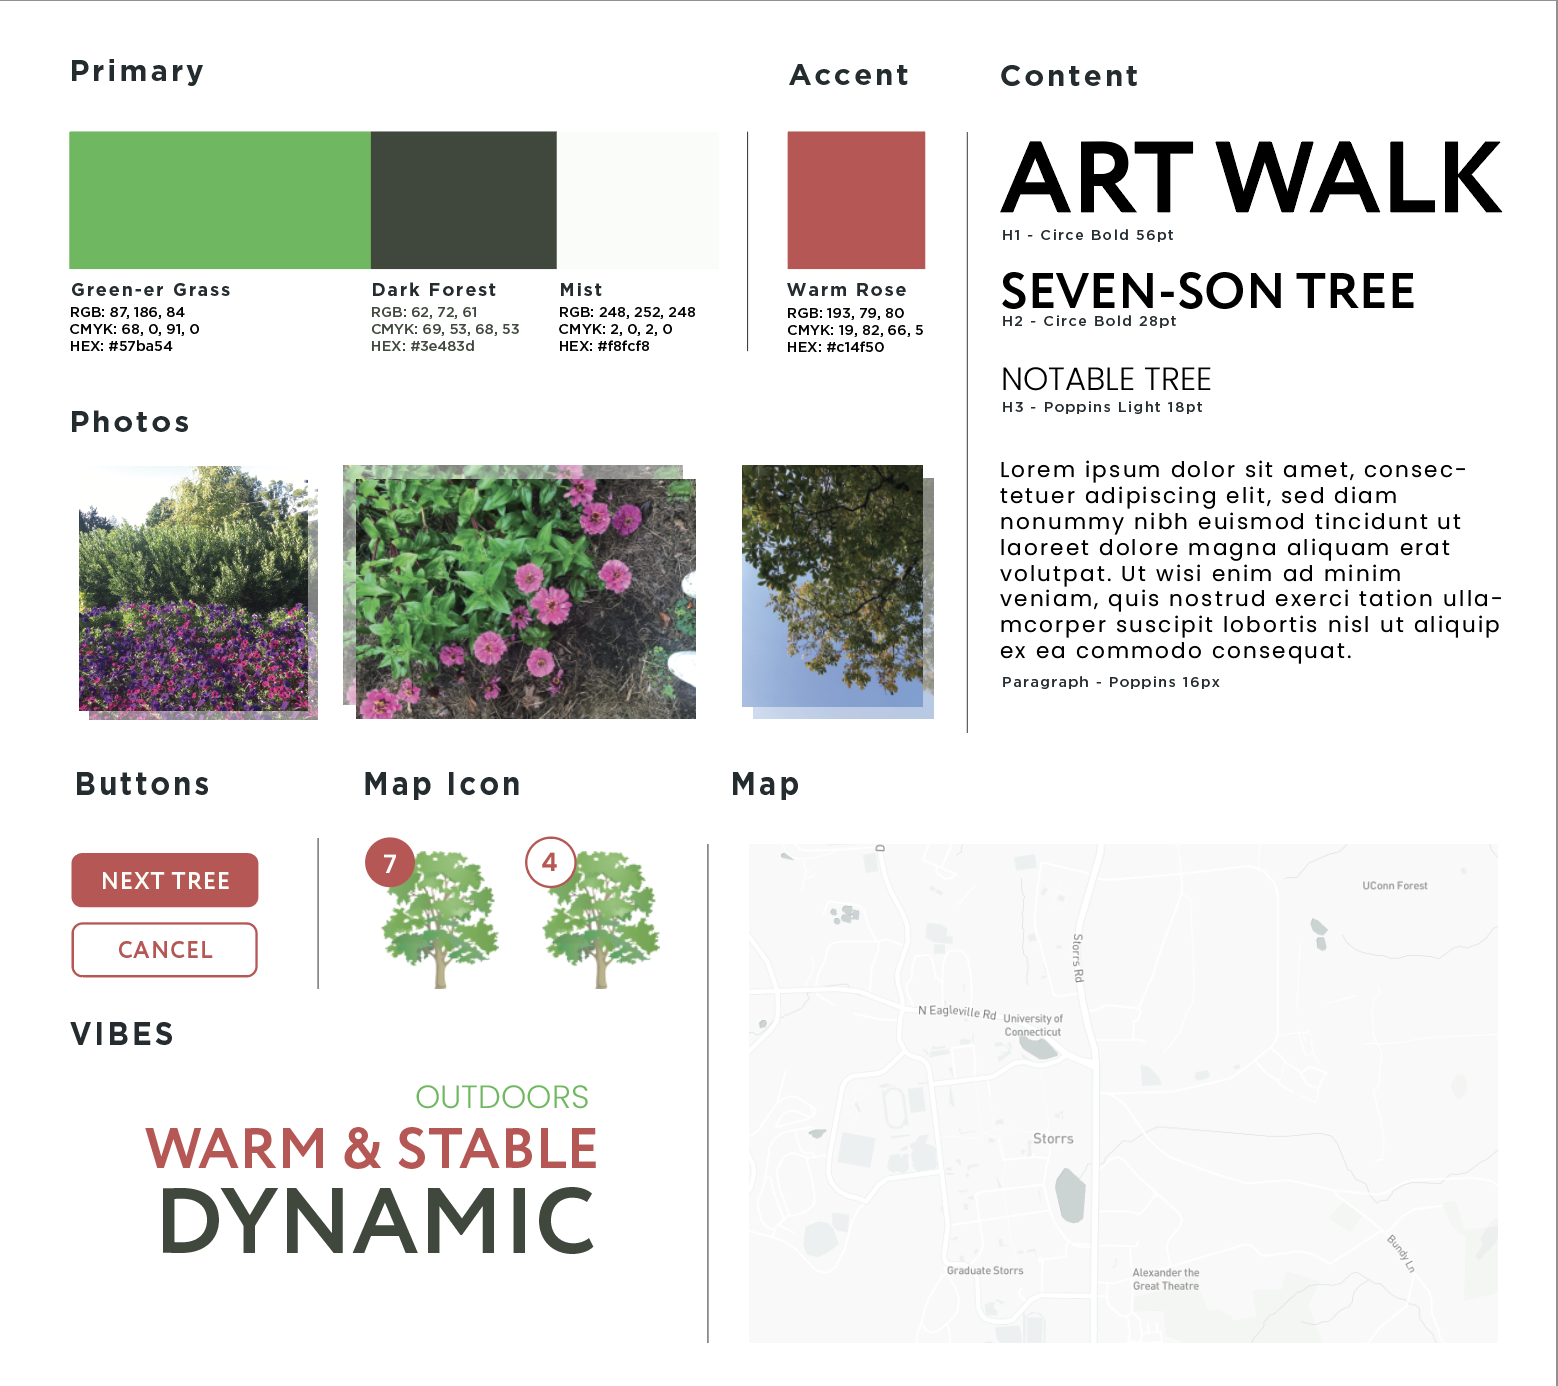 Primary
Accent
Content
Green-er Grass
RGB: 87, 186, 84
CMYK: 68, 0, 91, 0
HEX: #57ba54
Dark Forest
RGB: 62, 72, 61
CMYK: 69, 53, 68, 53
HEX: #3e483d
Mist
RGB: 248, 252, 248
CMYK: 2, 0, 2, 0
HEX: #f8fcf8
Warm Rose
RGB: 193, 79, 80
CMYK: 19, 82, 66, 5
HEX: #c14f50
ART WALK
H1 - Circe Bold 56pt
SEVEN-SON TREE
H2 - Circe Bold 28pt
NOTABLE TREE
H3 - Poppins Light 18pt
Lorem ipsum dolor sit amet, consec-
tetuer adipiscing elit, sed diam
nonummy nibh euismod tincidunt ut
laoreet dolore magna aliquam erat
volutpat. Ut wisi enim ad minim
veniam, quis nostrud exerci tation ulla-
mcorper suscipit lobortis nisl ut aliquip
ex ea commodo consequat.
Paragraph - Poppins 16px
Photos
Buttons
NEXT TREE
CANCEL
Map Icon
7
4
Map
D
UConn Forest
Storrs Rd
N Eagleville Rd
University of
Connecticut
Storrs
Bundy Ln
Graduate Storrs
Alexander the
Great Theatre
VIBES
OUTDOORS
WARM & STABLE
DYNAMIC